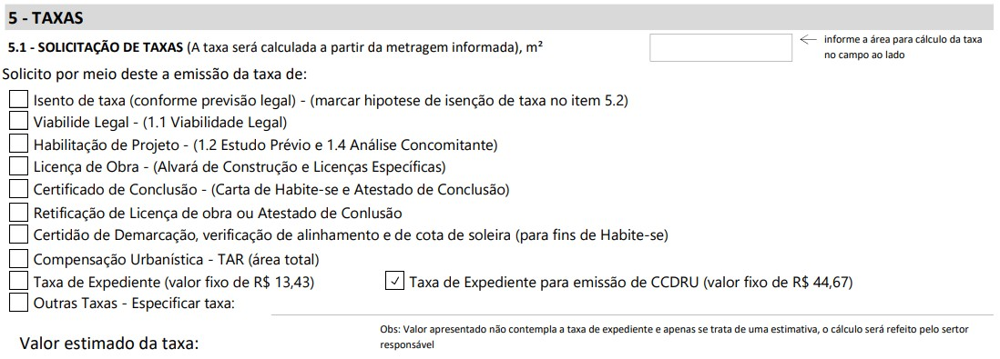 5 - TAXAS
5.1 - SOLICITAÇÃO DE TAXAS (A taxa será calculada a partir da metragem informada), m²
informe a área para cálculo da taxa
no campo ao lado
Solicito por meio deste a emissão da taxa de:
Isento de taxa (conforme previsão legal) - (marcar hipotese de isenção de taxa no item 5.2)
Viabilide Legal - (1.1 Viabilidade Legal)
Habilitação de Projeto - (1.2 Estudo Prévio e 1.4 Análise Concomitante)
Licença de Obra - (Alvará de Construção e Licenças Específicas)
Certificado de Conclusão - (Carta de Habite-se e Atestado de Conclusão)
Retificação de Licença de obra ou Atestado de Conlusão
Certidão de Demarcação, verificação de alinhamento e de cota de soleira (para fins de Habite-se)
Compensação Urbanística - TAR (área total)
Taxa de Expediente (valor fixo de R$ 13,43) ✓ Taxa de Expediente para emissão de CCDRU (valor fixo de R$ 44,67)
Outras Taxas - Especificar taxa:
Obs: Valor apresentado não contempla a taxa de expediente e apenas se trata de uma estimativa, o cálculo será refeito pelo sertor
responsável
Valor estimado da taxa: